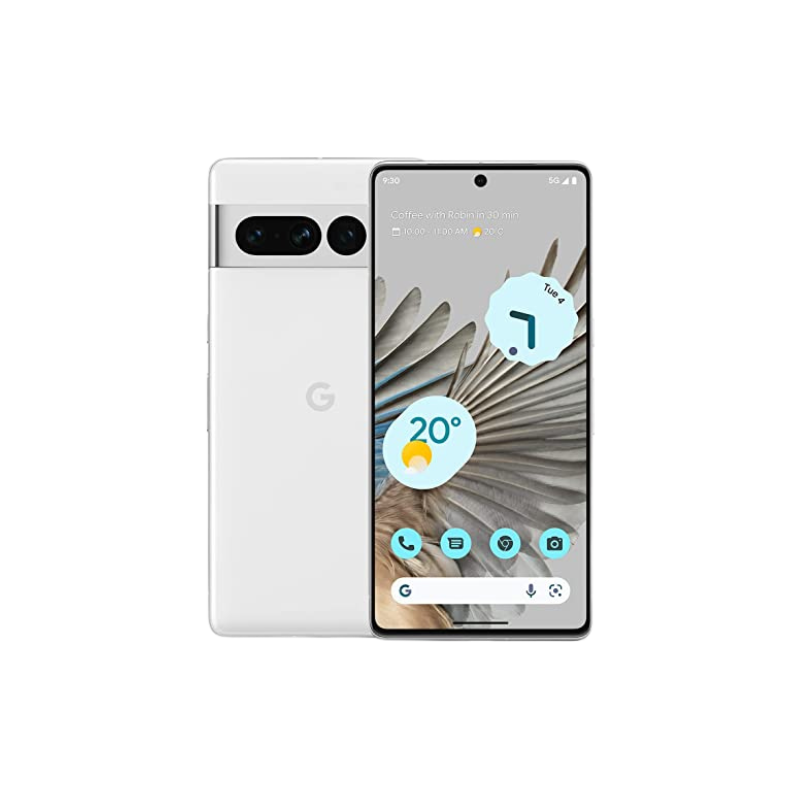 9:30
5G
Coffee with Robin in 30 min
10:00 - 11:00 AM 20°C
Tue 4
20°
G
G